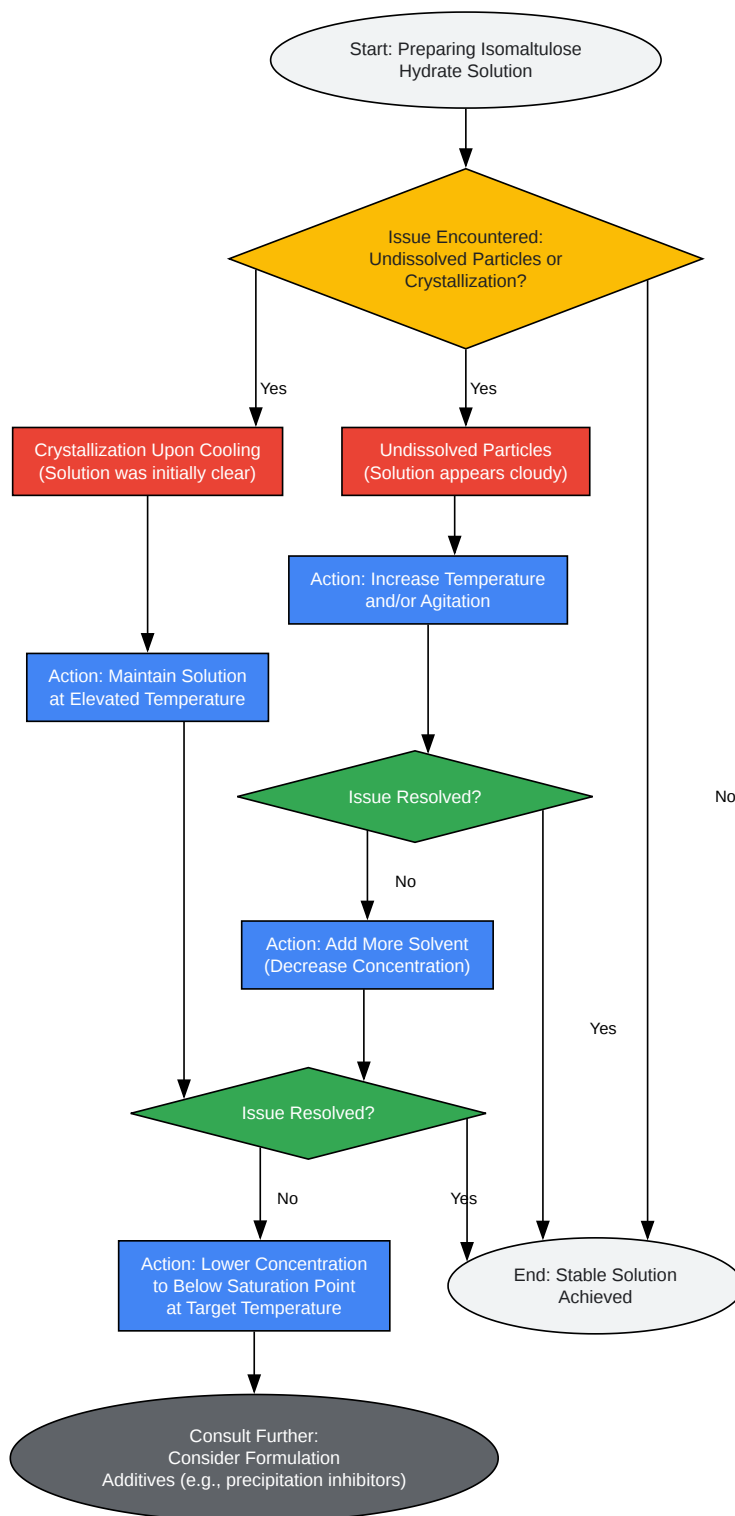 Start: Preparing Isomaltulose
Hydrate Solution
Issue Encountered:
Undissolved Particles or
Crystallization?
Yes
Yes
Crystallization Upon Cooling
(Solution was initially clear)
Undissolved Particles
(Solution appears cloudy)
Action: Increase Temperature
and/or Agitation
Action: Maintain Solution
at Elevated Temperature
Issue Resolved?
No
No
Action: Add More Solvent
(Decrease Concentration)
Yes
Issue Resolved?
No
Yes
Action: Lower Concentration
to Below Saturation Point
at Target Temperature
End: Stable Solution
Achieved
Consult Further:
Consider Formulation
Additives (e.g., precipitation inhibitors)